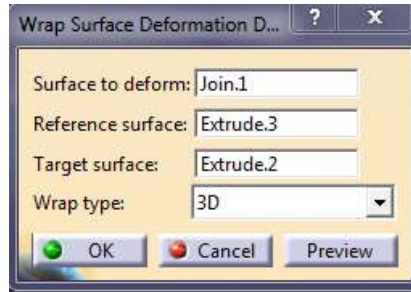 Wrap Surface Deformation D... ? x
Surface to deform: Join.1
Reference surface: Extrude.3
Target surface: Extrude.2
Wrap type: 3D
OK Cancel Preview